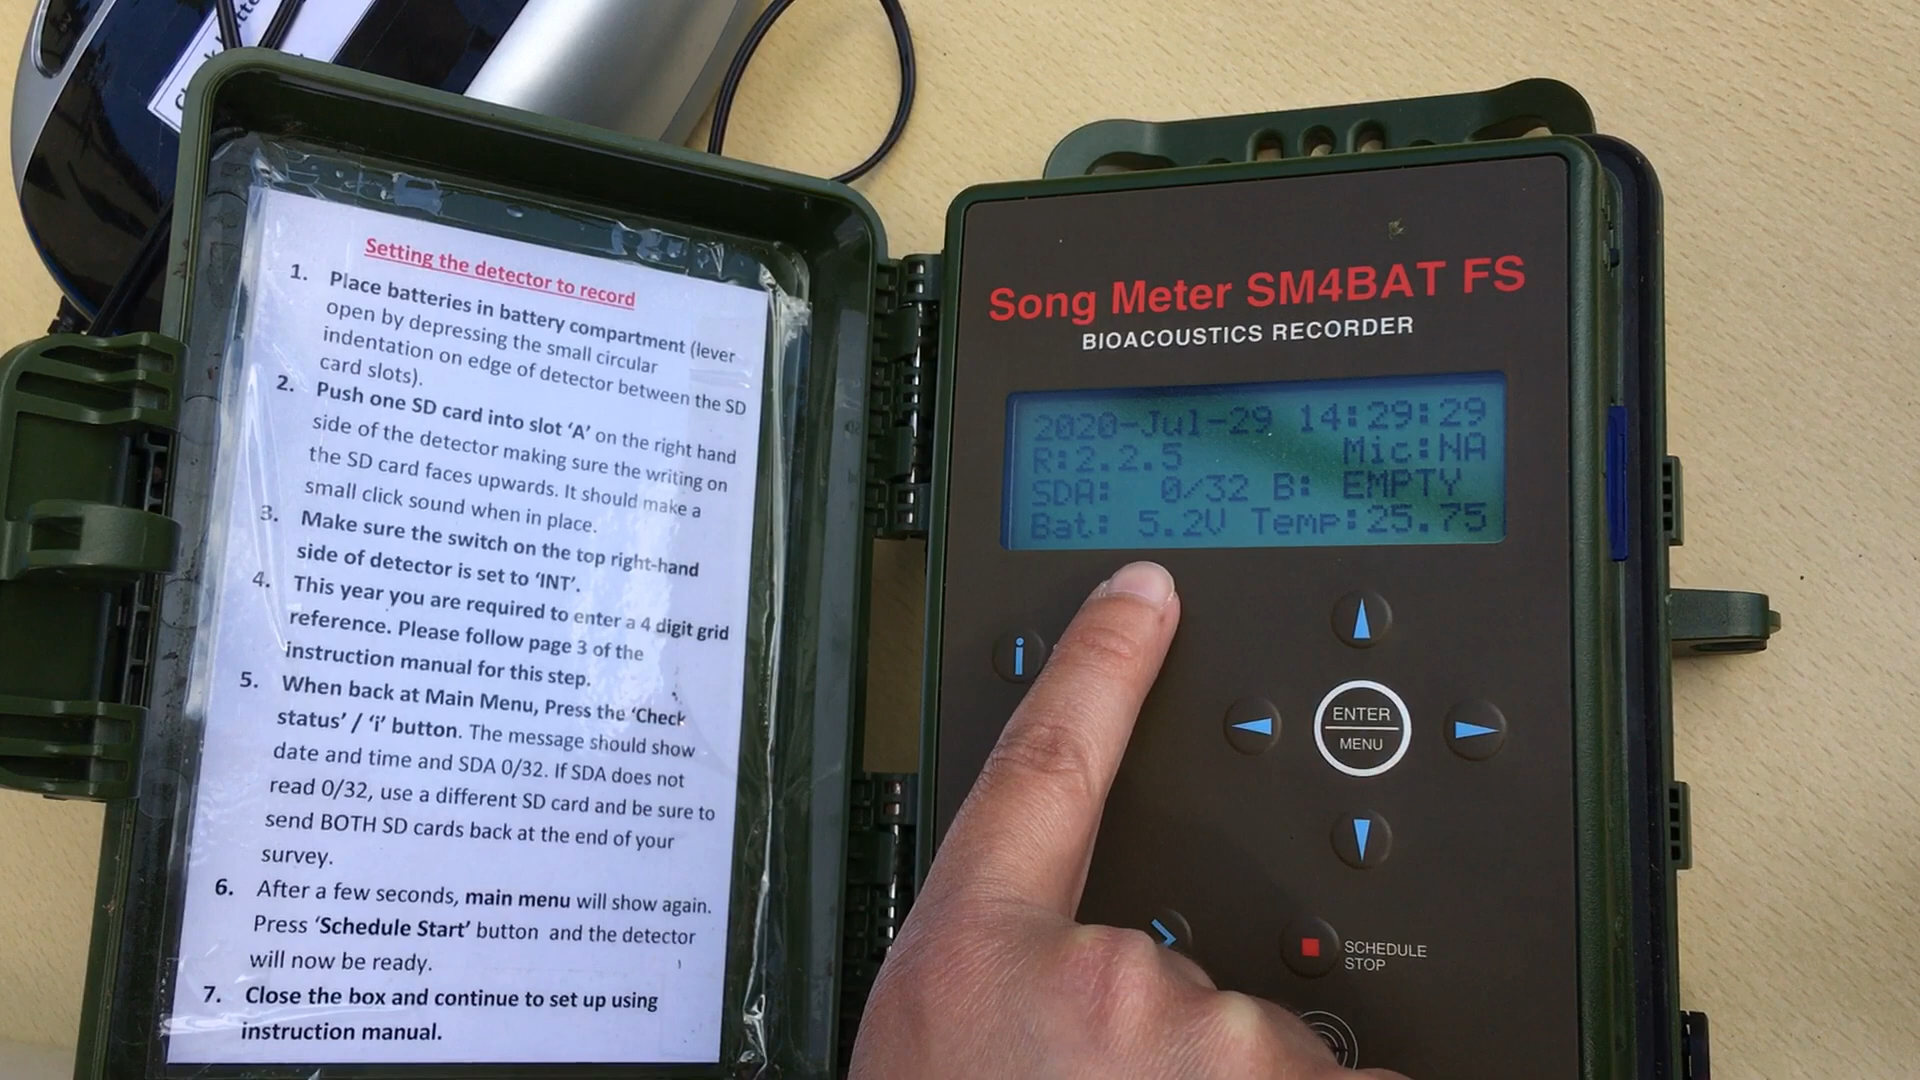 Setting the detector to record
1. Place batteries in battery compartment (lever
open by depressing the small circular
indentation on edge of detector between the SD
card slots).
2. Push one SD card into slot ‘A’ on the right hand
side of the detector making sure the writing on
the SD card faces upwards. It should make a
small click sound when in place.
3. Make sure the switch on the top right-hand
side of detector is set to ‘INT’.
4. This year you are required to enter a 4 digit grid
reference. Please follow page 3 of the
instruction manual for this step.
5. When back at Main Menu, Press the ‘Check
status’ / ‘i’ button. The message should show
date and time and SDA 0/32. If SDA does not
read 0/32, use a different SD card and be sure to
send BOTH SD cards back at the end of your
survey.
6. After a few seconds, main menu will show again.
Press ‘Schedule Start’ button and the detector
will now be ready.
7. Close the box and continue to set up using
instruction manual.
Song Meter SM4BAT FS
BIOACOUSTICS RECORDER
2020-Jul-29 14:29:29
R:2.2.5 Mic:NA
SDA: 0/32 B: EMPTY
Bat: 5.2V Temp:25.75
i
ENTER
MENU
SCHEDULE
STOP